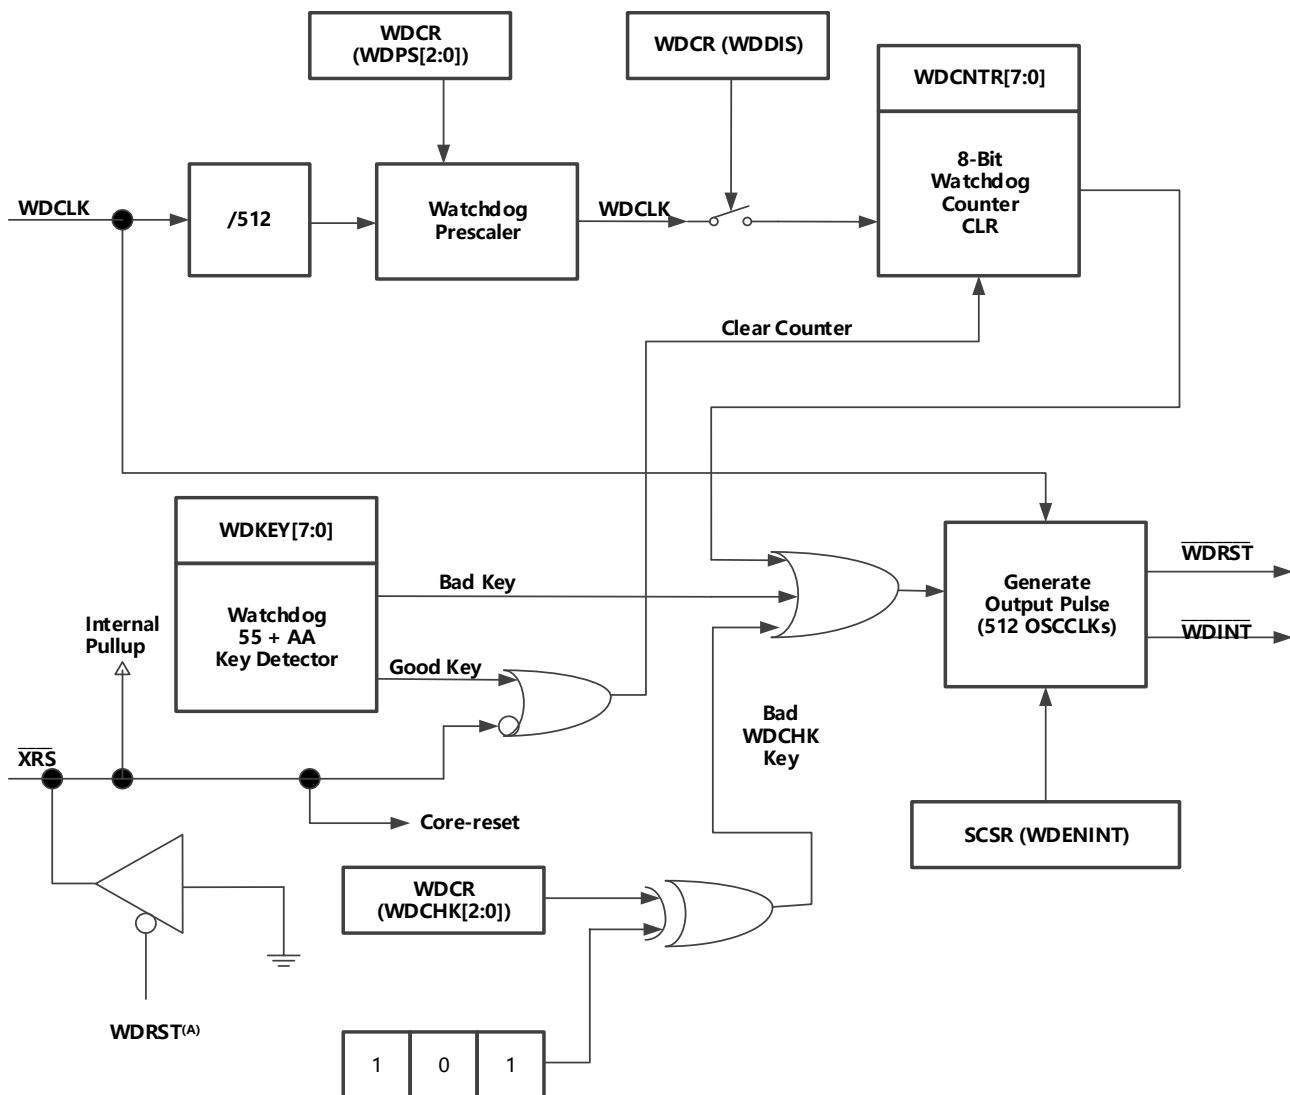 WDCR
(WDPS[2:0])
WDCR (WDDIS)
WDCNTR[7:0]
8-Bit
Watchdog
Counter
CLR
WDCLK
/512
Watchdog
Prescaler
WDCLK
Clear Counter
WDKEY[7:0]
Watchdog
55 + AA
Key Detector
Bad Key
Good Key
Internal
Pullup
Generate
Output Pulse
(512 OSCCLKs)
WDRST
WDINT
Bad
WDCHK
Key
XRS
Core-reset
SCSR (WDENINT)
WDCR
(WDCHK[2:0])
WDRST(A)
1 0 1